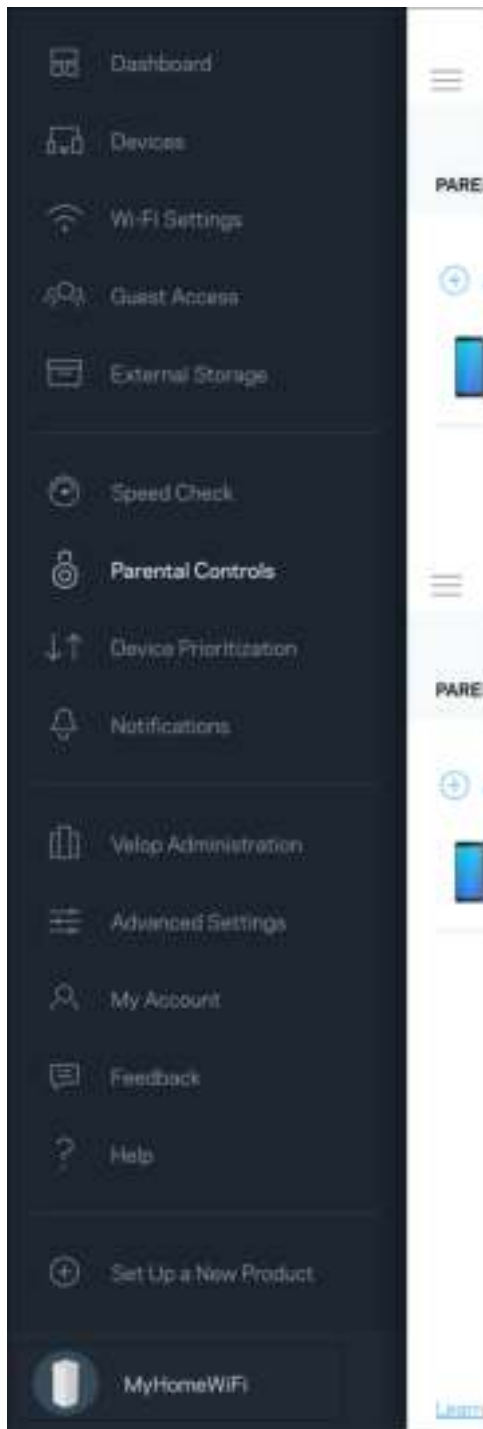 Dashboard
Devices
Wi-Fi Settings
Guest Access
External Storage
Speed Check
Parental Controls
Device Prioritization
Notifications
Velop Administration
Advanced Settings
My Account
Feedback
Help
Set Up a New Product
MyHomeWiFi
PARE
PARE
Learn